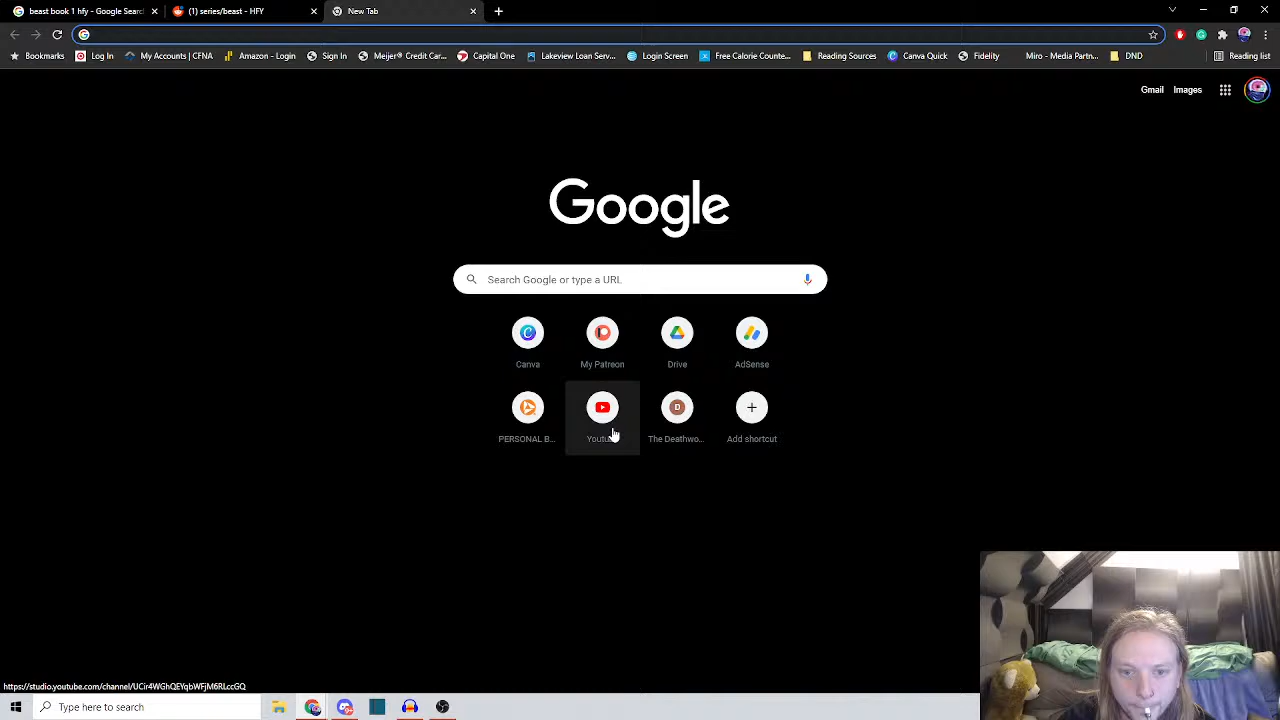 beast book 1 hfy - Google Searc
(1) series/beast - HFY
New Tab
Bookmarks
Log In
My Accounts | CFNA
Amazon - Login
Sign In
Meijer® Credit Car...
Capital One
Lakeview Loan Serv...
Login Screen
Free Calorie Counte...
Reading Sources
Canva Quick
Fidelity
Miro - Media Partn...
DND
Reading list
Gmail Images
Google
Search Google or type a URL
Canva My Patreon Drive AdSense
PERSONAL B... Youtu The Deathwo... Add shortcut
https://studio.youtube.com/channel/UCir4WGhQEYqbWFjM6RLccGQ
Type here to search